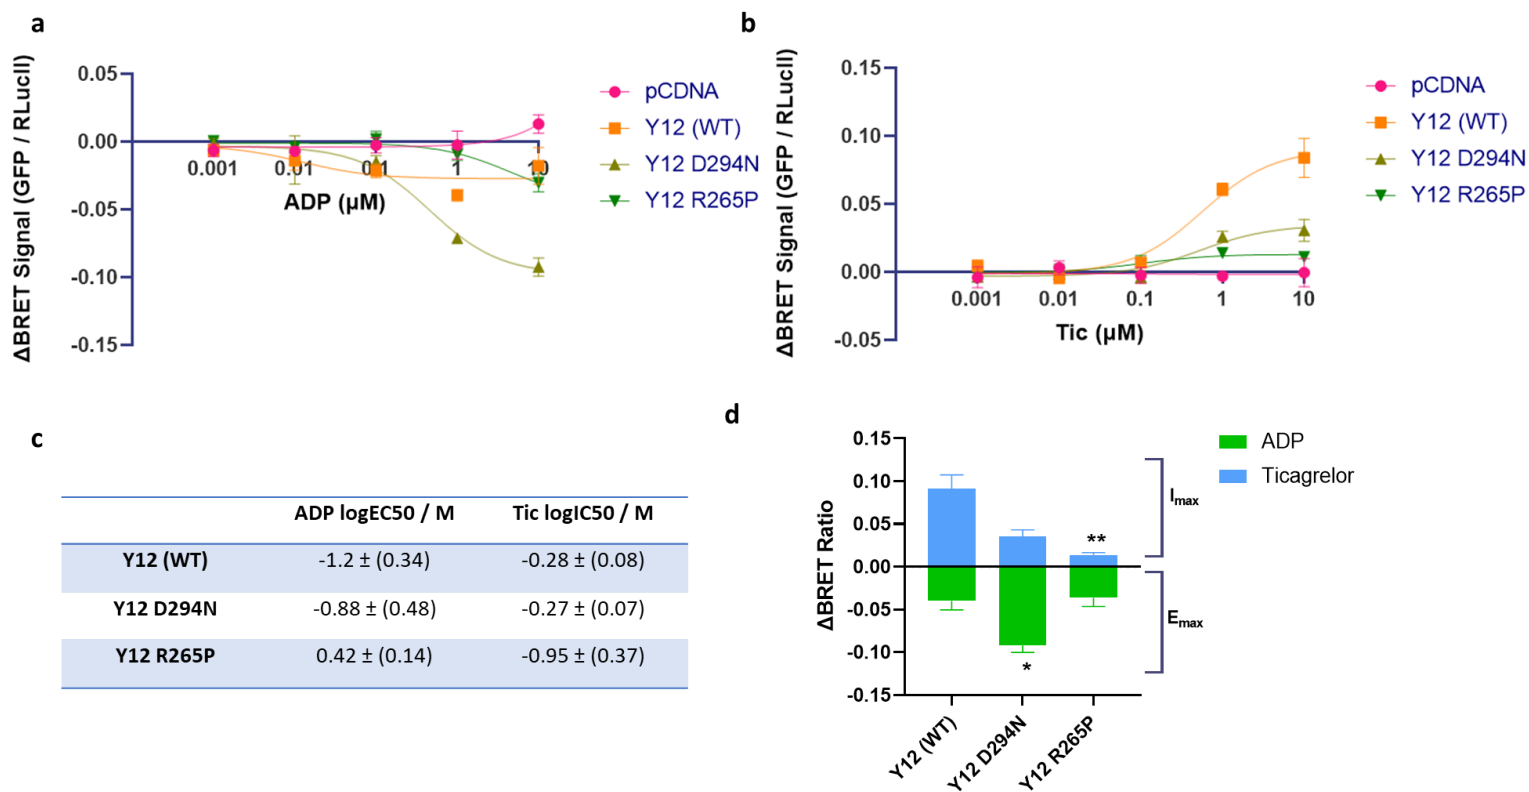 a
ΔBRET Signal (GFP / RLucII)
0.05
0.00
-0.05
-0.10
-0.15
0.001
0.01
0.1
1
10
ADP (µM)
pCDNA
Y12 (WT)
Y12 D294N
Y12 R265P
b
ΔBRET Signal (GFP / RLucII)
0.15
0.10
0.05
0.00
-0.05
0.001
0.01
0.1
1
10
Tic (µM)
pCDNA
Y12 (WT)
Y12 D294N
Y12 R265P
c
ADP logEC50 / M
Tic logIC50 / M
Y12 (WT)
-1.2 ± (0.34)
-0.28 ± (0.08)
Y12 D294N
-0.88 ± (0.48)
-0.27 ± (0.07)
Y12 R265P
0.42 ± (0.14)
-0.95 ± (0.37)
d
ΔBRET Ratio
0.15
0.10
0.05
0.00
-0.05
-0.10
-0.15
**
*
Imax
Emax
ADP
Ticagrelor
Y12 (WT)
Y12 D294N
Y12 R265P